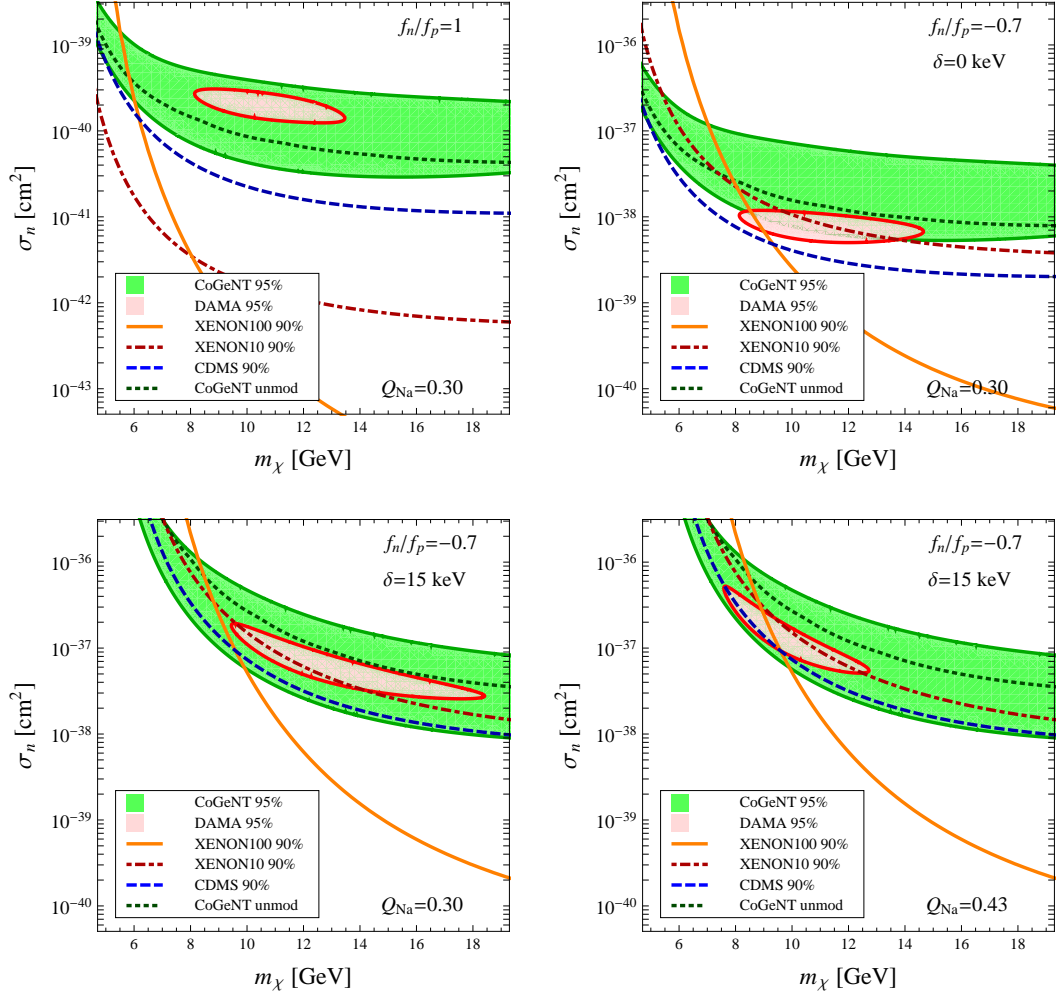 f_n/f_p=1
σ_n [cm²]
10⁻³⁹
10⁻⁴⁰
10⁻⁴¹
10⁻⁴²
10⁻⁴³
CoGeNT 95%
DAMA 95%
XENON100 90%
XENON10 90%
CDMS 90%
CoGeNT unmod
Q_Na=0.30
6 8 10 12 14 16 18
m_χ [GeV]
f_n/f_p=−0.7
δ=0 keV
σ_n [cm²]
10⁻³⁶
10⁻³⁷
10⁻³⁸
10⁻³⁹
10⁻⁴⁰
CoGeNT 95%
DAMA 95%
XENON100 90%
XENON10 90%
CDMS 90%
CoGeNT unmod
Q_Na=0.30
6 8 10 12 14 16 18
m_χ [GeV]
f_n/f_p=−0.7
δ=15 keV
σ_n [cm²]
10⁻³⁶
10⁻³⁷
10⁻³⁸
10⁻³⁹
10⁻⁴⁰
CoGeNT 95%
DAMA 95%
XENON100 90%
XENON10 90%
CDMS 90%
CoGeNT unmod
Q_Na=0.30
6 8 10 12 14 16 18
m_χ [GeV]
f_n/f_p=−0.7
δ=15 keV
σ_n [cm²]
10⁻³⁶
10⁻³⁷
10⁻³⁸
10⁻³⁹
10⁻⁴⁰
CoGeNT 95%
DAMA 95%
XENON100 90%
XENON10 90%
CDMS 90%
CoGeNT unmod
Q_Na=0.43
6 8 10 12 14 16 18
m_χ [GeV]